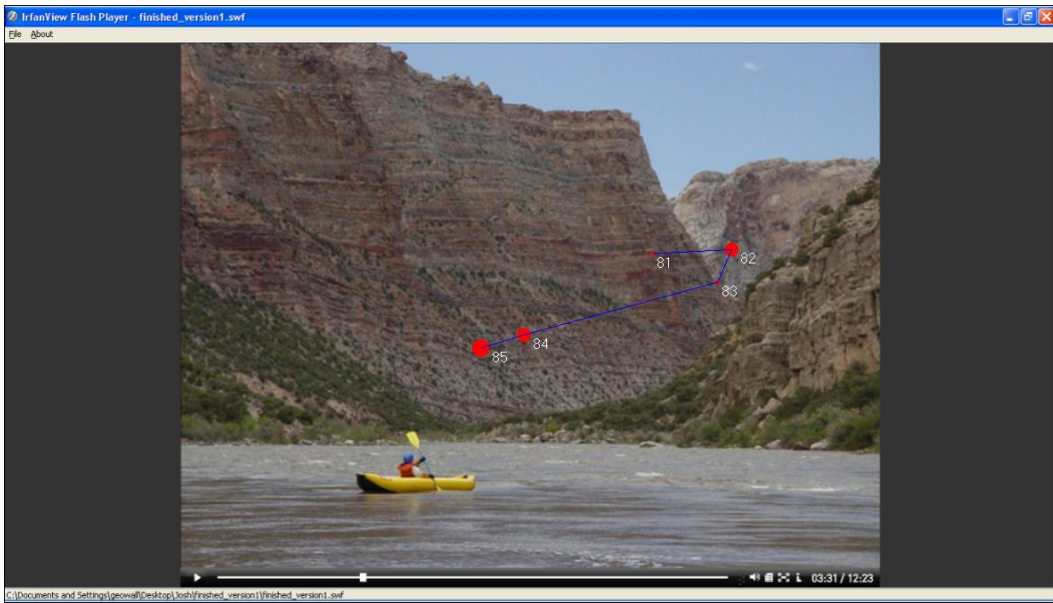 IrfanView Flash Player - finished_version1.swf
File About
81
82
83
84
85
03:31 / 12:23
C:\Documents and Settings\geowall\Desktop\Josh\finished_version1\finished_version1.swf